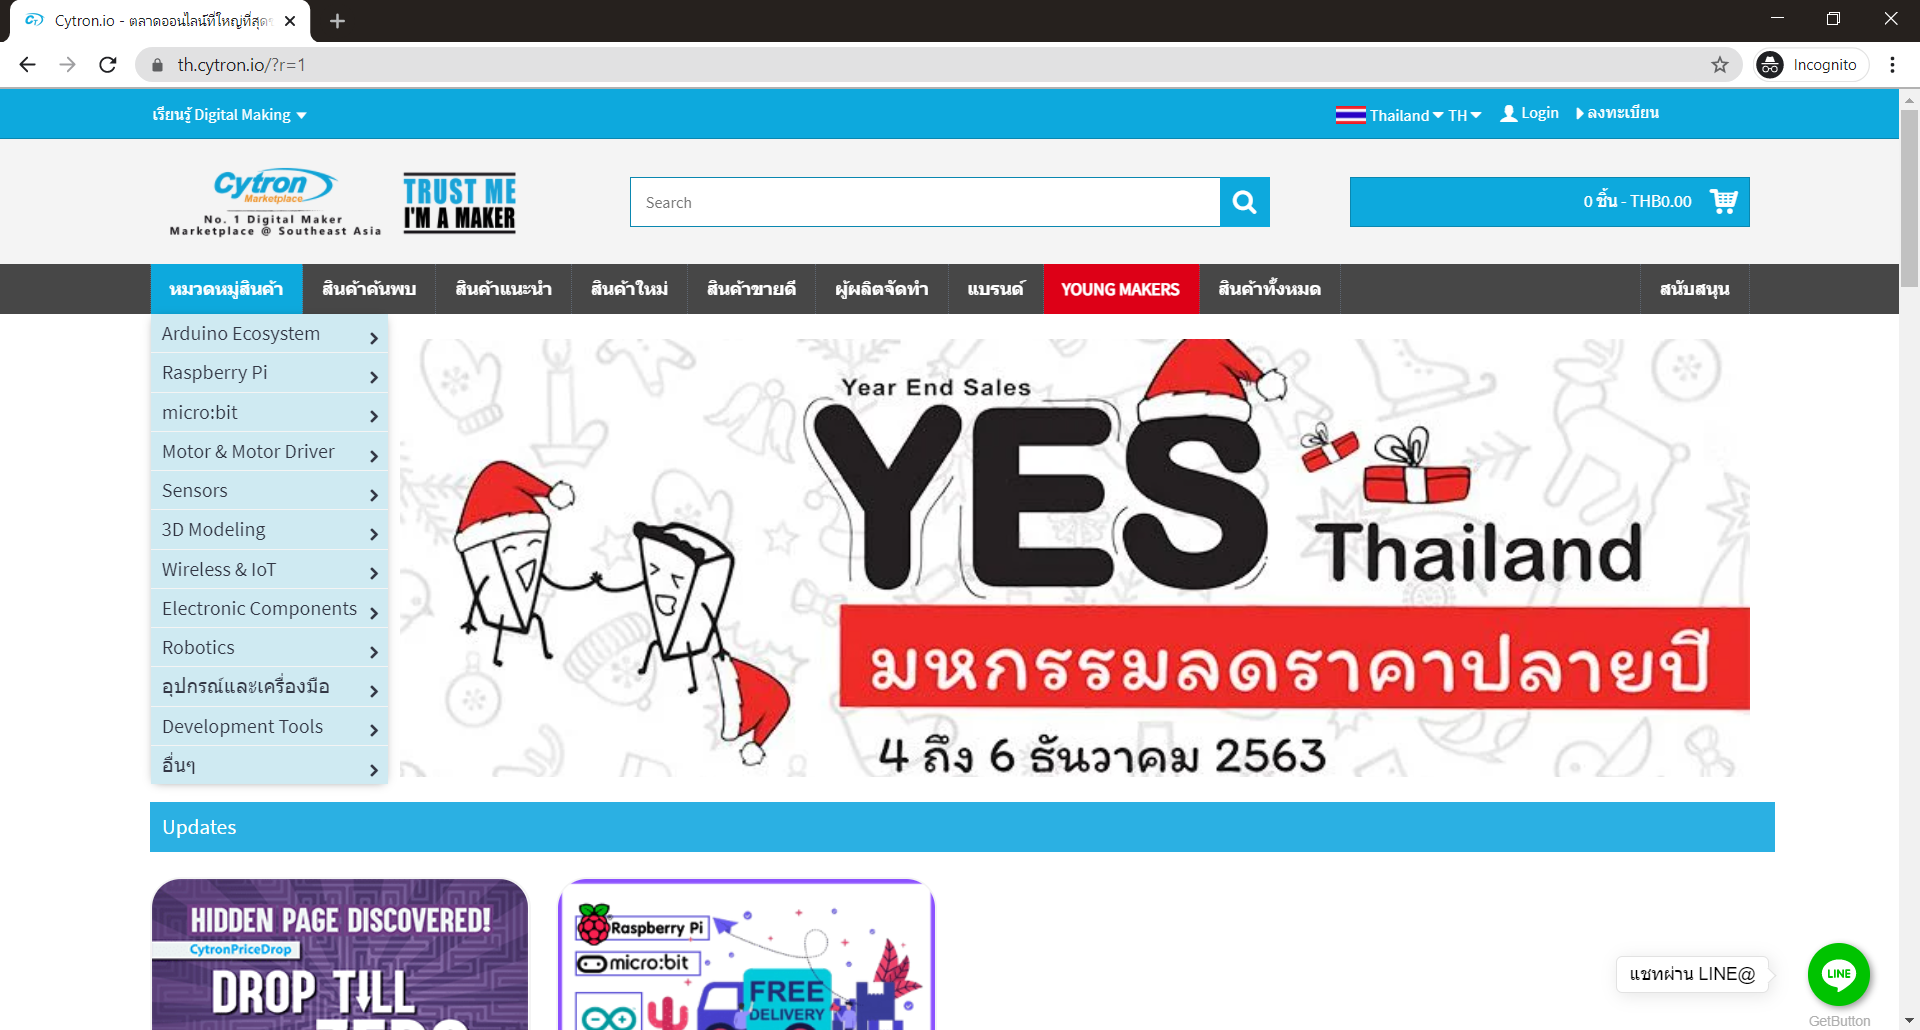 Cytron.io - ตลาดออนไลน์ที่ใหญ่ที่สุด
th.cytron.io/?r=1
Incognito
เรียนรู้ Digital Making
Thailand TH Login ลงทะเบียน
Cytron
Marketplace
No. 1 Digital Maker
Marketplace @ Southeast Asia
TRUST ME
I'M A MAKER
Search
0 ชิ้น - THB0.00
หมวดหมู่สินค้า สินค้าค้นพบ สินค้าแนะนำ สินค้าใหม่ สินค้าขายดี ผู้ผลิตจัดทำ แบรนด์ YOUNG MAKERS สินค้าทั้งหมด สนับสนุน
Arduino Ecosystem
Raspberry Pi
micro:bit
Motor & Motor Driver
Sensors
3D Modeling
Wireless & IoT
Electronic Components
Robotics
อุปกรณ์และเครื่องมือ
Development Tools
อื่นๆ
Year End Sales
YES
Thailand
มหกรรมลดราคาปลายปี
4 ถึง 6 ธันวาคม 2563
Updates
HIDDEN PAGE DISCOVERED!
CytronPriceDrop
DROP TILL
ZERO
Raspberry Pi
micro:bit
FREE
DELIVERY
แชทผ่าน LINE@
LINE
GetButton